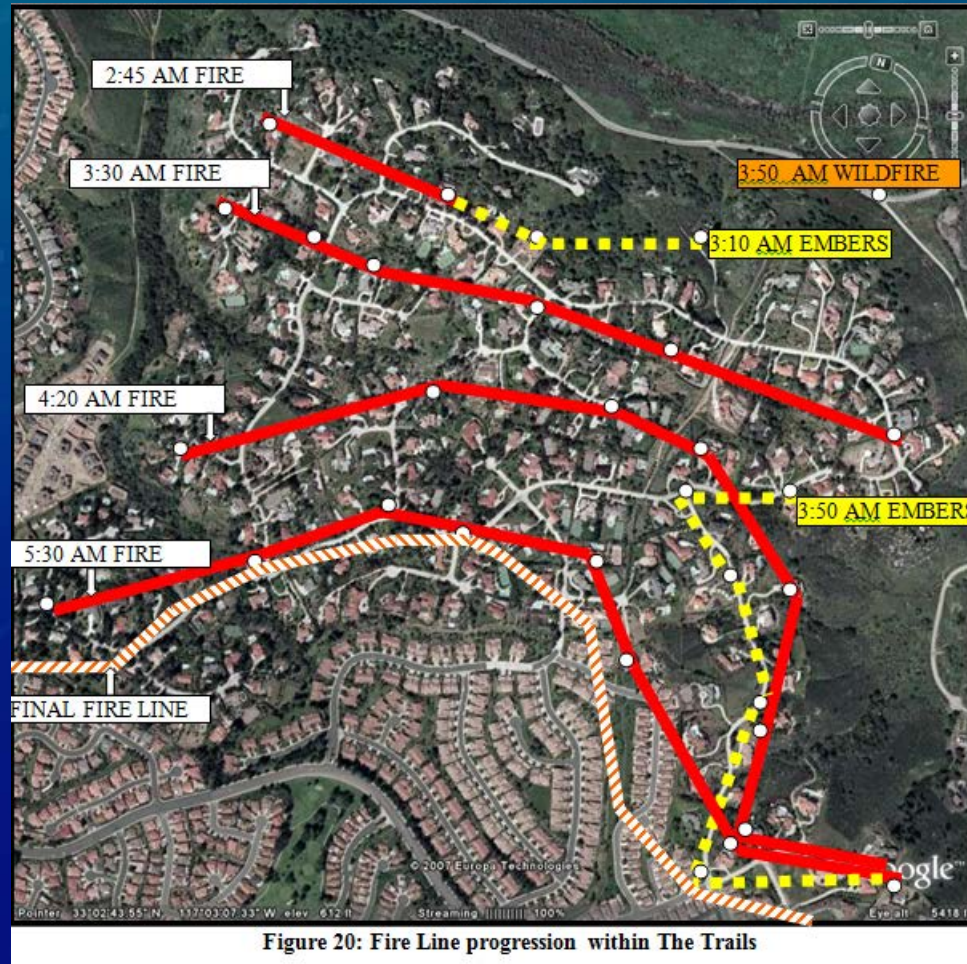 2:45 AM FIRE
N
3:30 AM FIRE
3:50 AM WILDFIRE
3:10 AM EMBERS
4:20 AM FIRE
3:50 AM EMBERS
5:30 AM FIRE
FINAL FIRE LINE
© 2007 Europa Technologies
Google™
Pointer 33°02'43.55" N, 117°03'07.33" W elev 612 ft Streaming |||||||||| 100% Eye alt 5418 f
Figure 20: Fire Line progression within The Trails